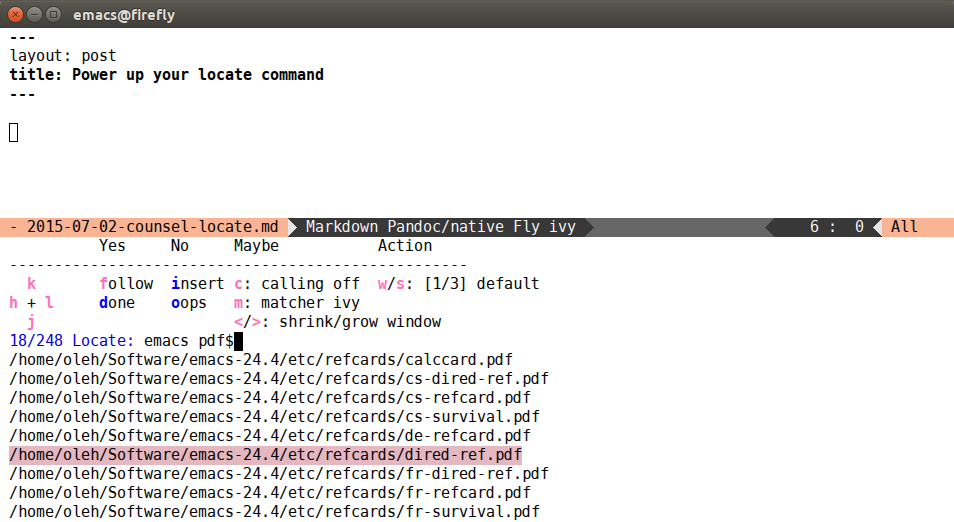 emacs@firefly
---
layout: post
title: Power up your locate command
---
- 2015-07-02-counsel-locate.md Markdown Pandoc/native Fly ivy 6 : 0 All
Yes No Maybe Action
---------------------------------------------------
k follow insert c: calling off w/s: [1/3] default
h + l done oops m: matcher ivy
j </>: shrink/grow window
18/248 Locate: emacs pdf$
/home/oleh/Software/emacs-24.4/etc/refcards/calccard.pdf
/home/oleh/Software/emacs-24.4/etc/refcards/cs-dired-ref.pdf
/home/oleh/Software/emacs-24.4/etc/refcards/cs-refcard.pdf
/home/oleh/Software/emacs-24.4/etc/refcards/cs-survival.pdf
/home/oleh/Software/emacs-24.4/etc/refcards/de-refcard.pdf
/home/oleh/Software/emacs-24.4/etc/refcards/dired-ref.pdf
/home/oleh/Software/emacs-24.4/etc/refcards/fr-dired-ref.pdf
/home/oleh/Software/emacs-24.4/etc/refcards/fr-refcard.pdf
/home/oleh/Software/emacs-24.4/etc/refcards/fr-survival.pdf